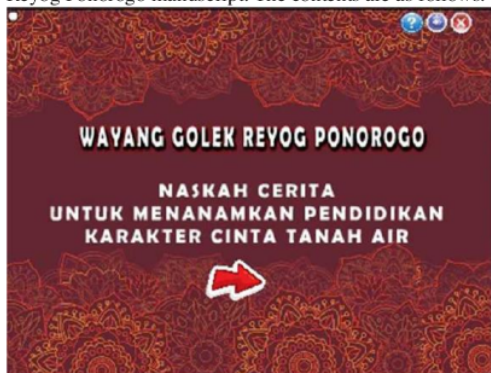 WAYANG GOLEK REYOG PONOROGO
NASKAH CERITA
UNTUK MENANAMKAN PENDIDIKAN
KARAKTER CINTA TANAH AIR